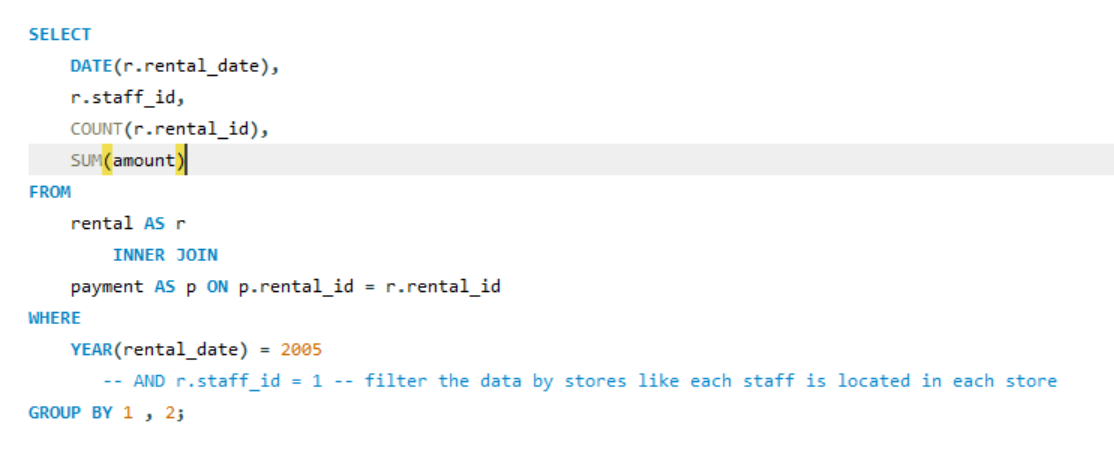 SELECT
DATE(r.rental_date),
r.staff_id,
COUNT(r.rental_id),
SUM(amount)
FROM
rental AS r
INNER JOIN
payment AS p ON p.rental_id = r.rental_id
WHERE
YEAR(rental_date) = 2005
-- AND r.staff_id = 1 -- filter the data by stores like each staff is located in each store
GROUP BY 1 , 2;